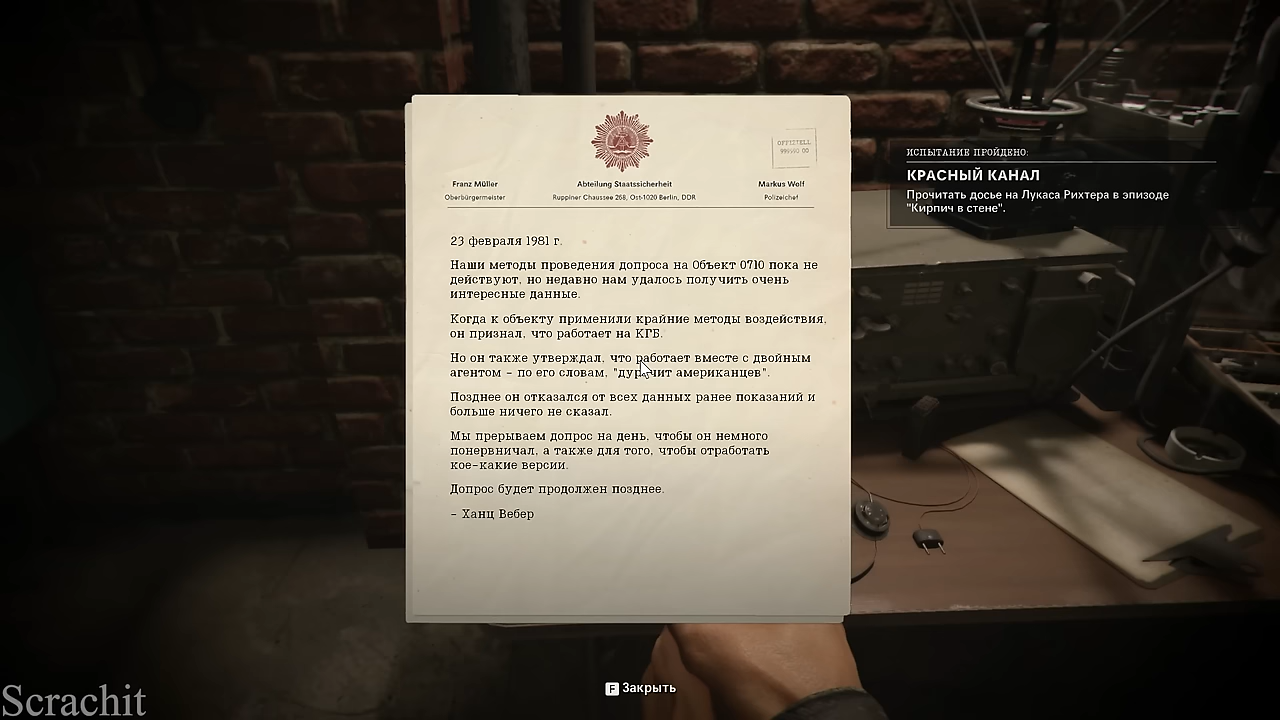 OFFIZIELL
Franz Müller
Abteilung Staatssicherheit
Markus Wolf
Oberbürgermeister
Ruppiner Chaussee 268, Ost-1020 Berlin, DDR
Polizeichef
23 февраля 1981 г.
Наши методы проведения допроса на Объект 0710 пока не
действуют, но недавно нам удалось получить очень
интересные данные.
Когда к объекту применили крайние методы воздействия,
он признал, что работает на КГБ.
Но он также утверждал, что работает вместе с двойным
агентом – по его словам, "дурачит американцев".
Позднее он отказался от всех данных ранее показаний и
больше ничего не сказал.
Мы прерываем допрос на день, чтобы он немного
понервничал, а также для того, чтобы отработать
кое-какие версии.
Допрос будет продолжен позднее.
– Ханц Вебер
ИСПЫТАНИЕ ПРОЙДЕНО:
КРАСНЫЙ КАНАЛ
Прочитать досье на Лукаса Рихтера в эпизоде
"Кирпич в стене".
F Закрыть
Scrachit